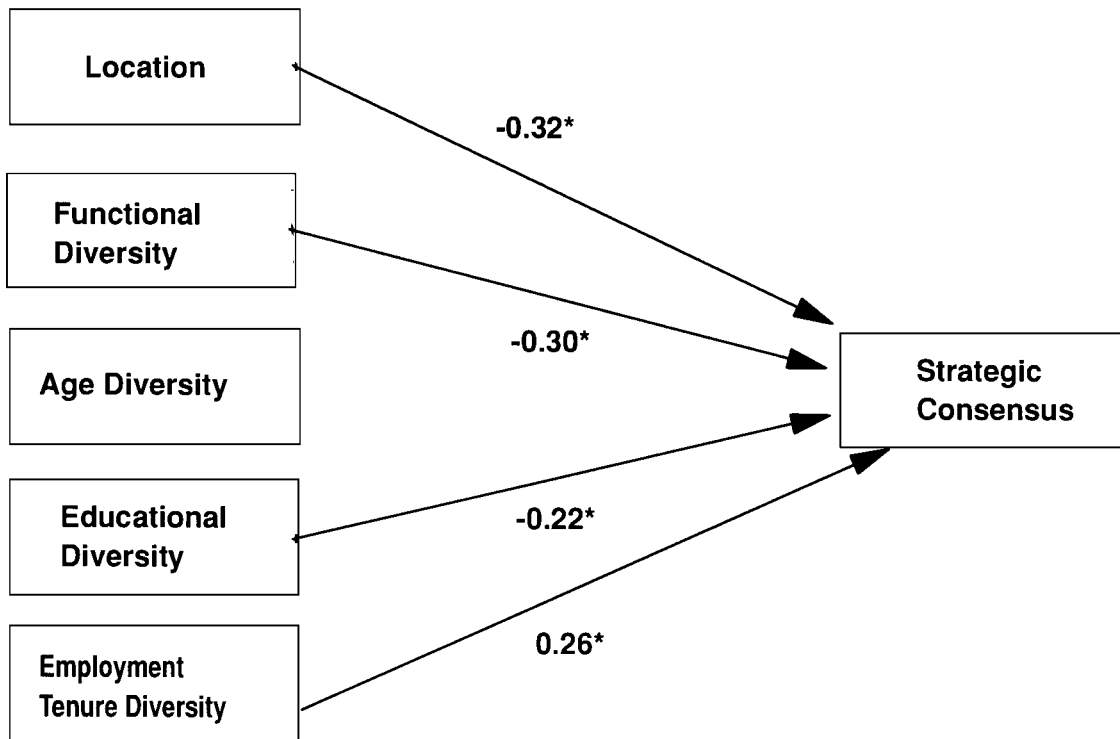 Location
-0.32*
Functional
Diversity
-0.30*
Age Diversity
Strategic
Consensus
Educational
Diversity
-0.22*
Employment
Tenure Diversity
0.26*